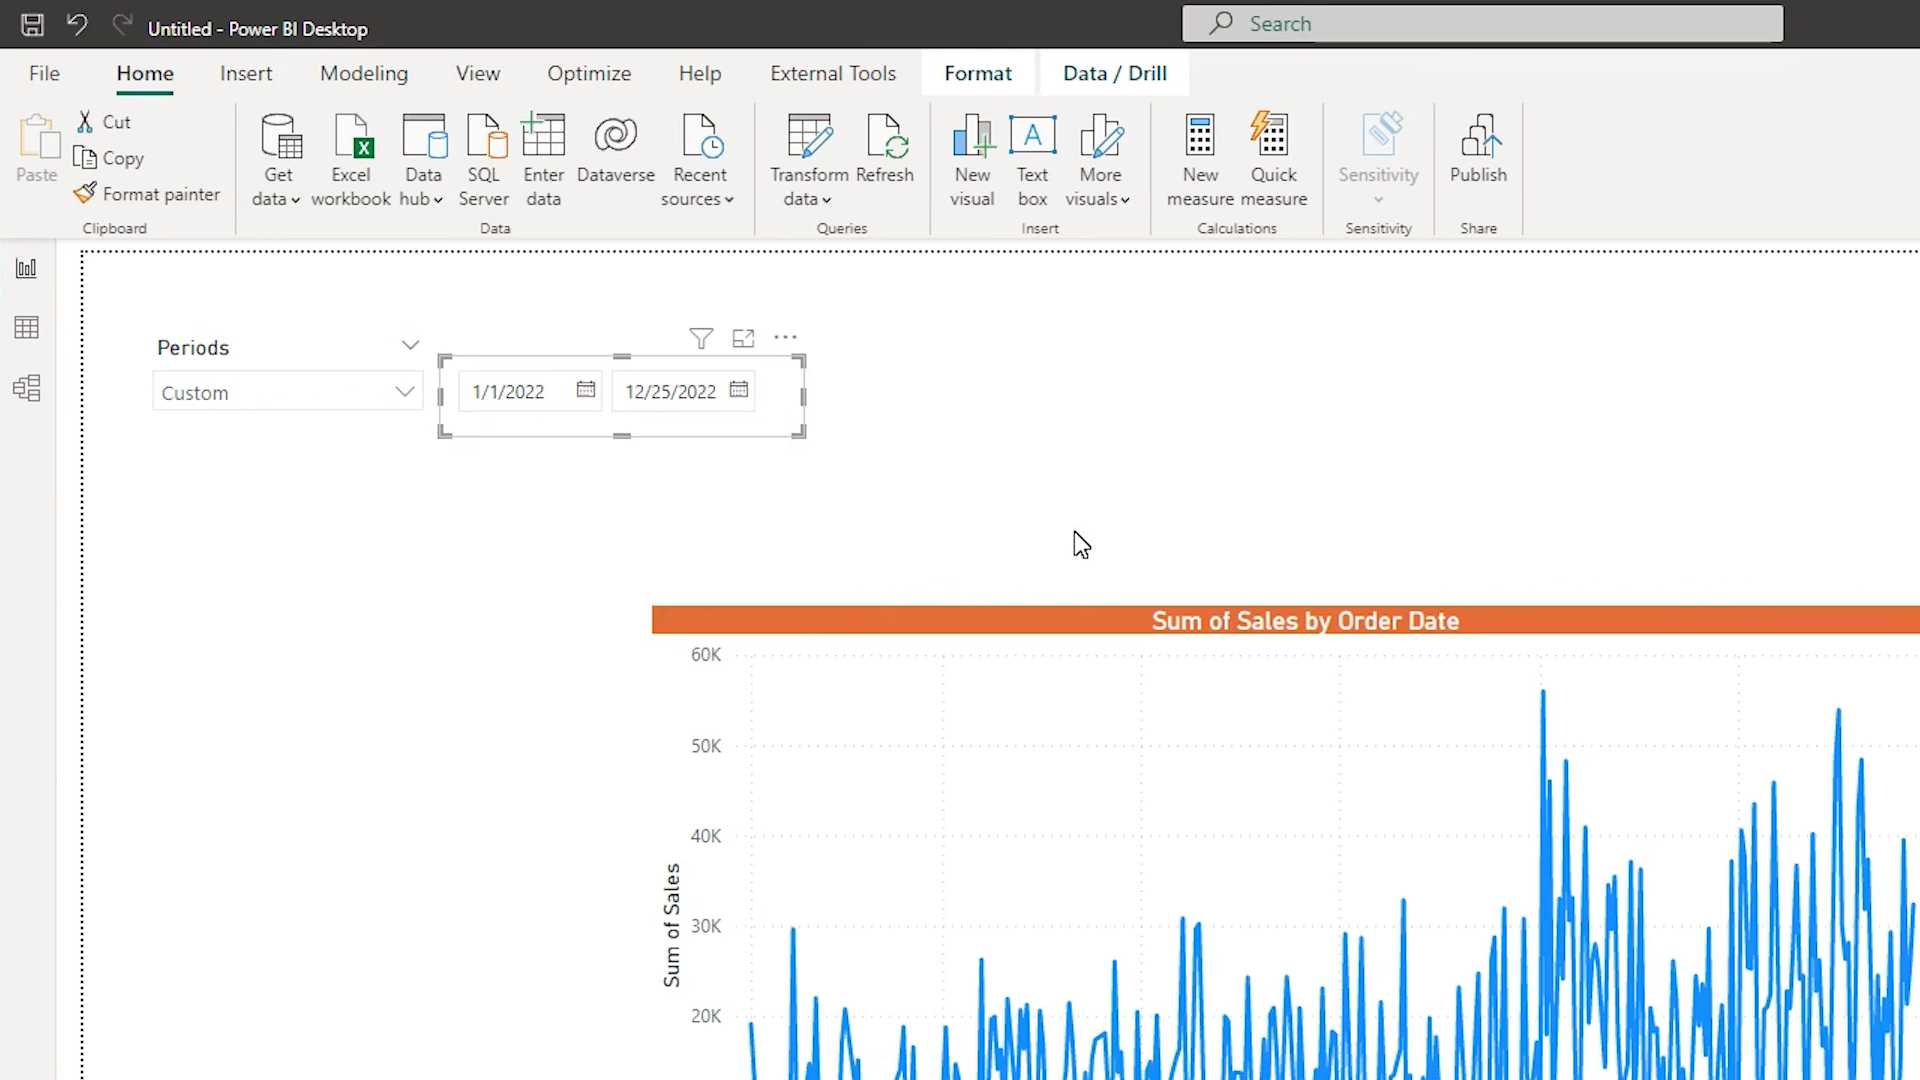 Untitled - Power BI Desktop
Search
File Home Insert Modeling View Optimize Help External Tools Format Data / Drill
Paste
Cut
Copy
Format painter
Clipboard
Get data
Excel workbook
Data hub
SQL Server
Enter data
Dataverse
Recent sources
Data
Transform data
Refresh
Queries
New visual
A
Text box
More visuals
Insert
New measure
Quick measure
Calculations
Sensitivity
Sensitivity
Publish
Share
Periods
Custom
1/1/2022
12/25/2022
Sum of Sales by Order Date
60K
50K
40K
30K
20K
Sum of Sales